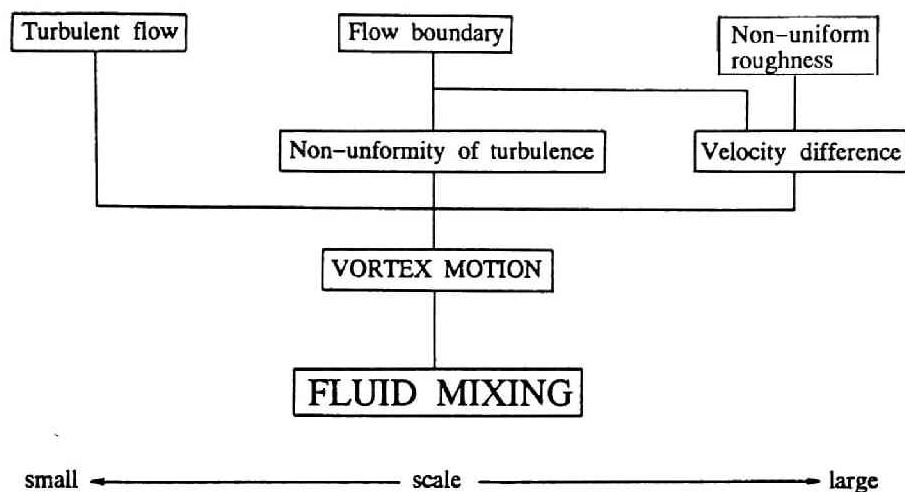 Turbulent flow
Flow boundary
Non-uniform
roughness
Non-unformity of turbulence
Velocity difference
VORTEX MOTION
FLUID MIXING
small
scale
large